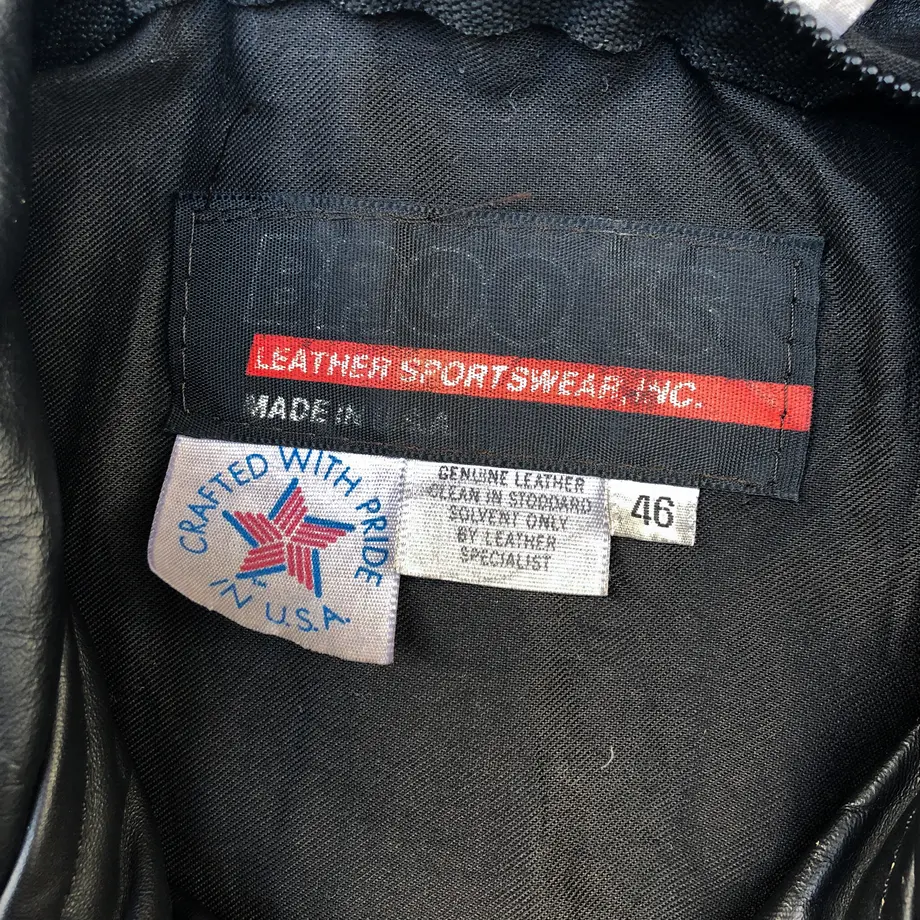 BROOKS
LEATHER SPORTSWEAR, INC.
MADE IN U.S.A.
CRAFTED WITH PRIDE
IN U.S.A.
GENUINE LEATHER
CLEAN IN STODDARD
SOLVENT ONLY
BY LEATHER
SPECIALIST
46